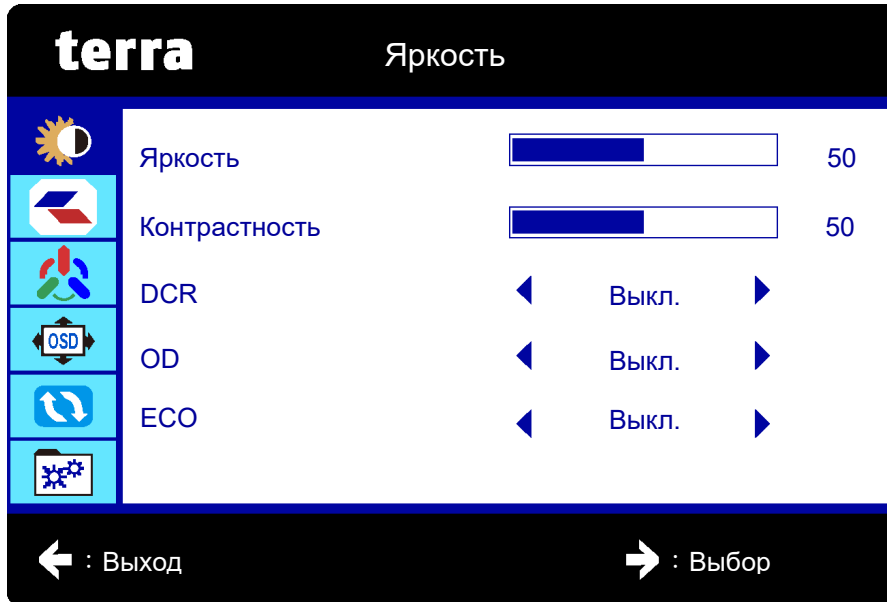 terra Яркость
Яркость 50
Контрастность 50
DCR Выкл.
OSD
OD Выкл.
ECO Выкл.
: Выход : Выбор